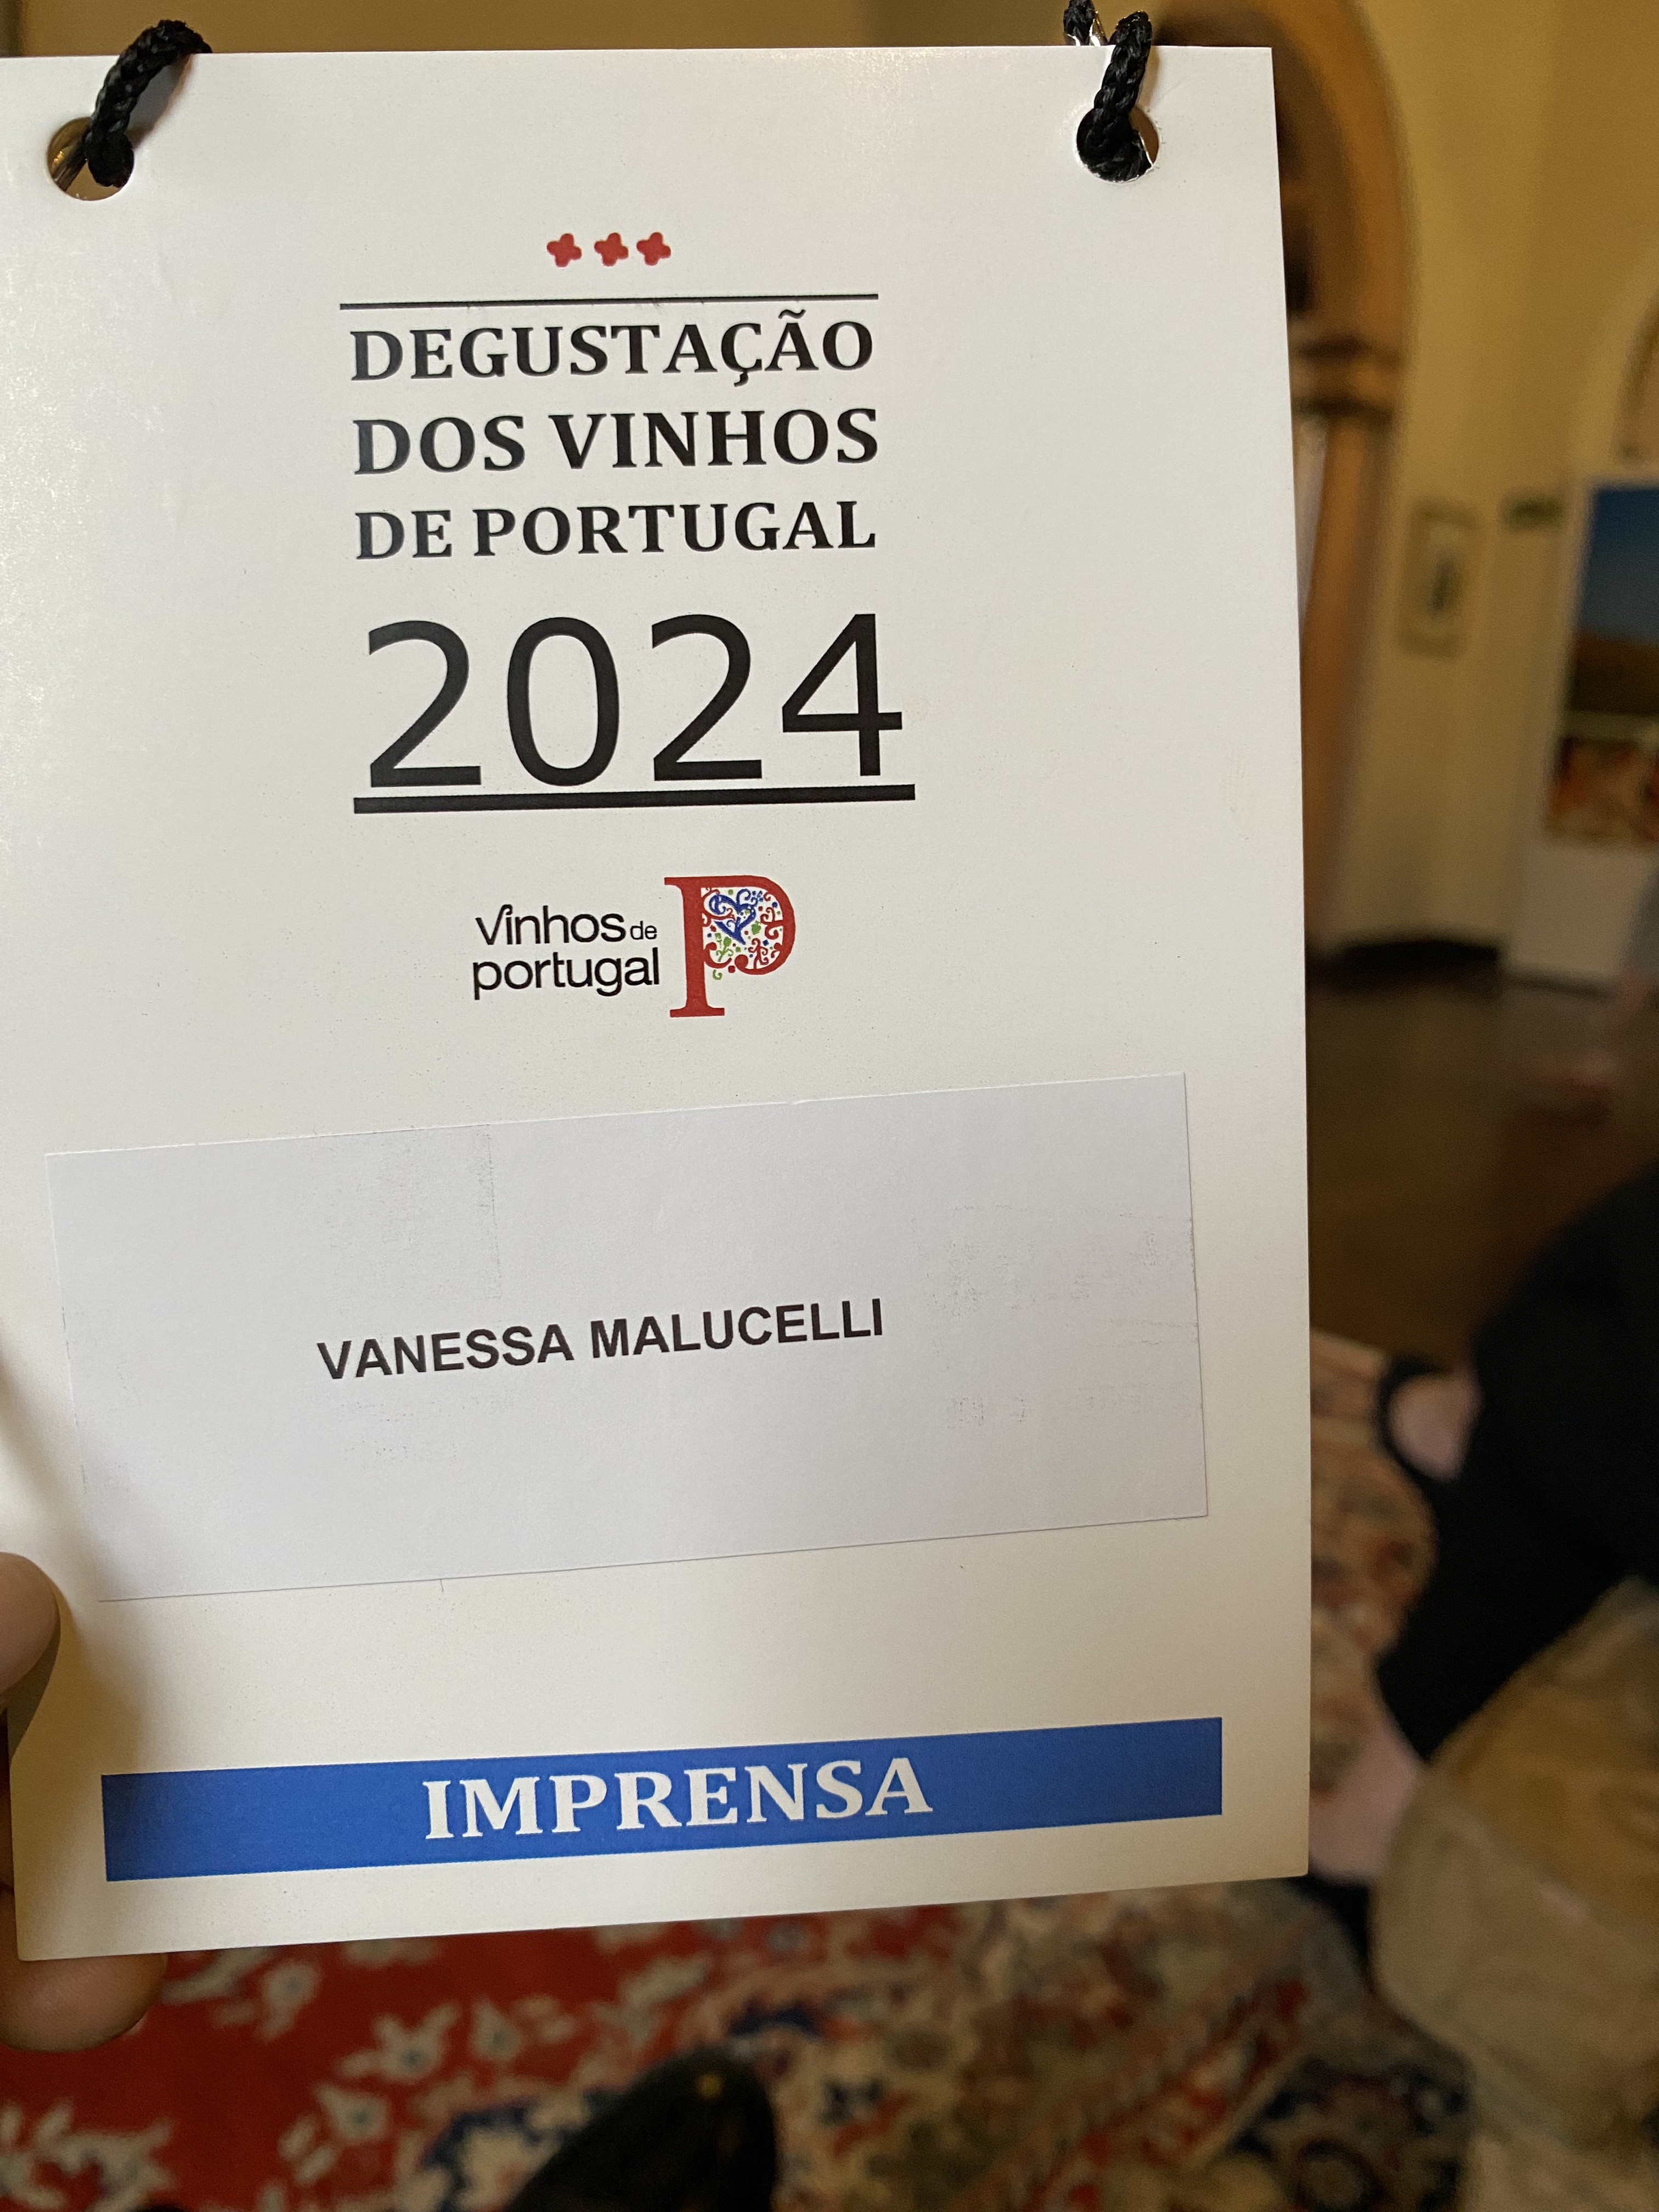 DEGUSTAÇÃO
DOS VINHOS
DE PORTUGAL
2024
vinhos de
portugal
P
VANESSA MALUCELLI
IMPRENSA